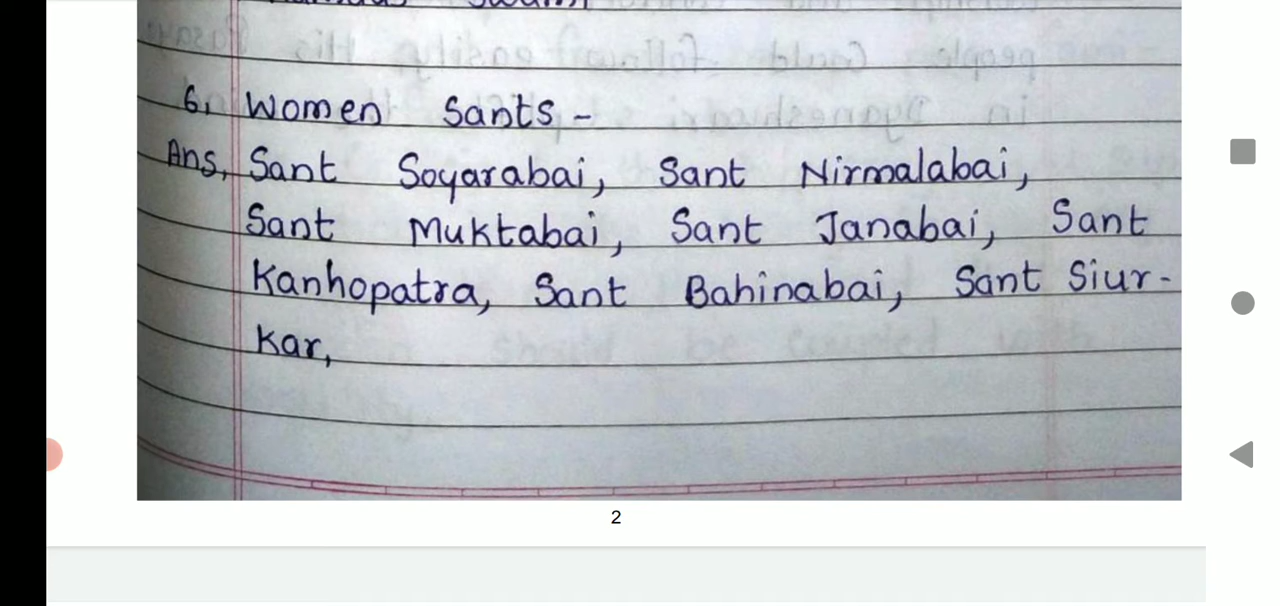 6, Women Sants -
Ans, Sant Soyarabai, Sant Nirmalabai,
Sant Muktabai, Sant Janabai, Sant
Kanhopatra, Sant Bahinabai, Sant Siur-
kar,
2